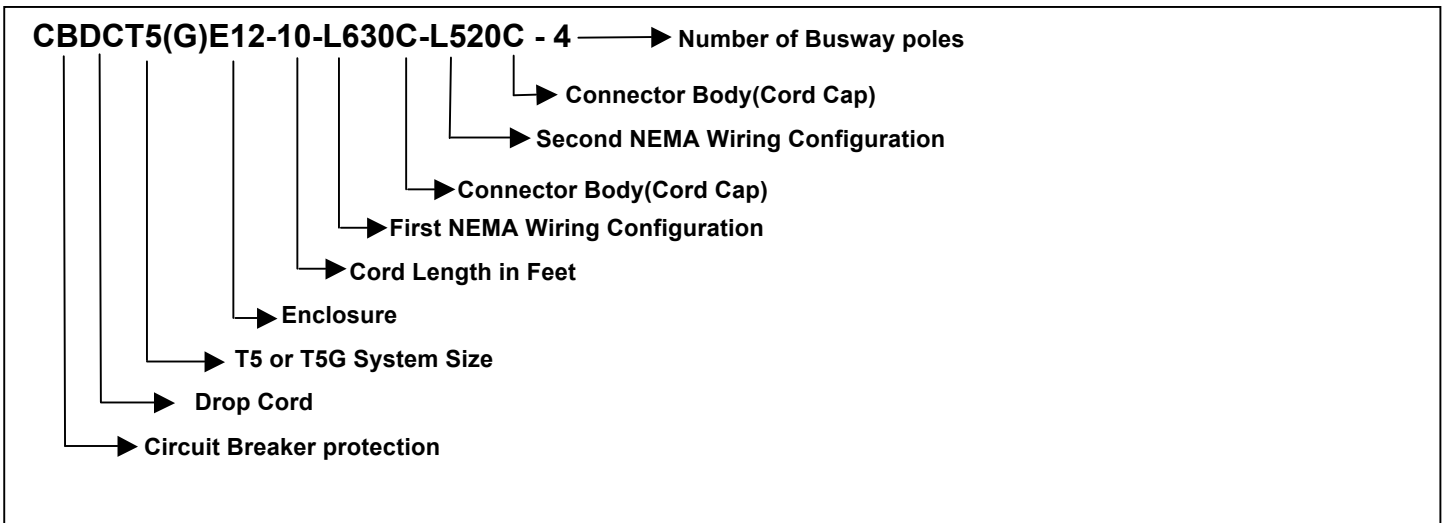 CBDCT5(G)E12-10-L630C-L520C - 4 Number of Busway poles
Connector Body(Cord Cap)
Second NEMA Wiring Configuration
Connector Body(Cord Cap)
First NEMA Wiring Configuration
Cord Length in Feet
Enclosure
T5 or T5G System Size
Drop Cord
Circuit Breaker protection